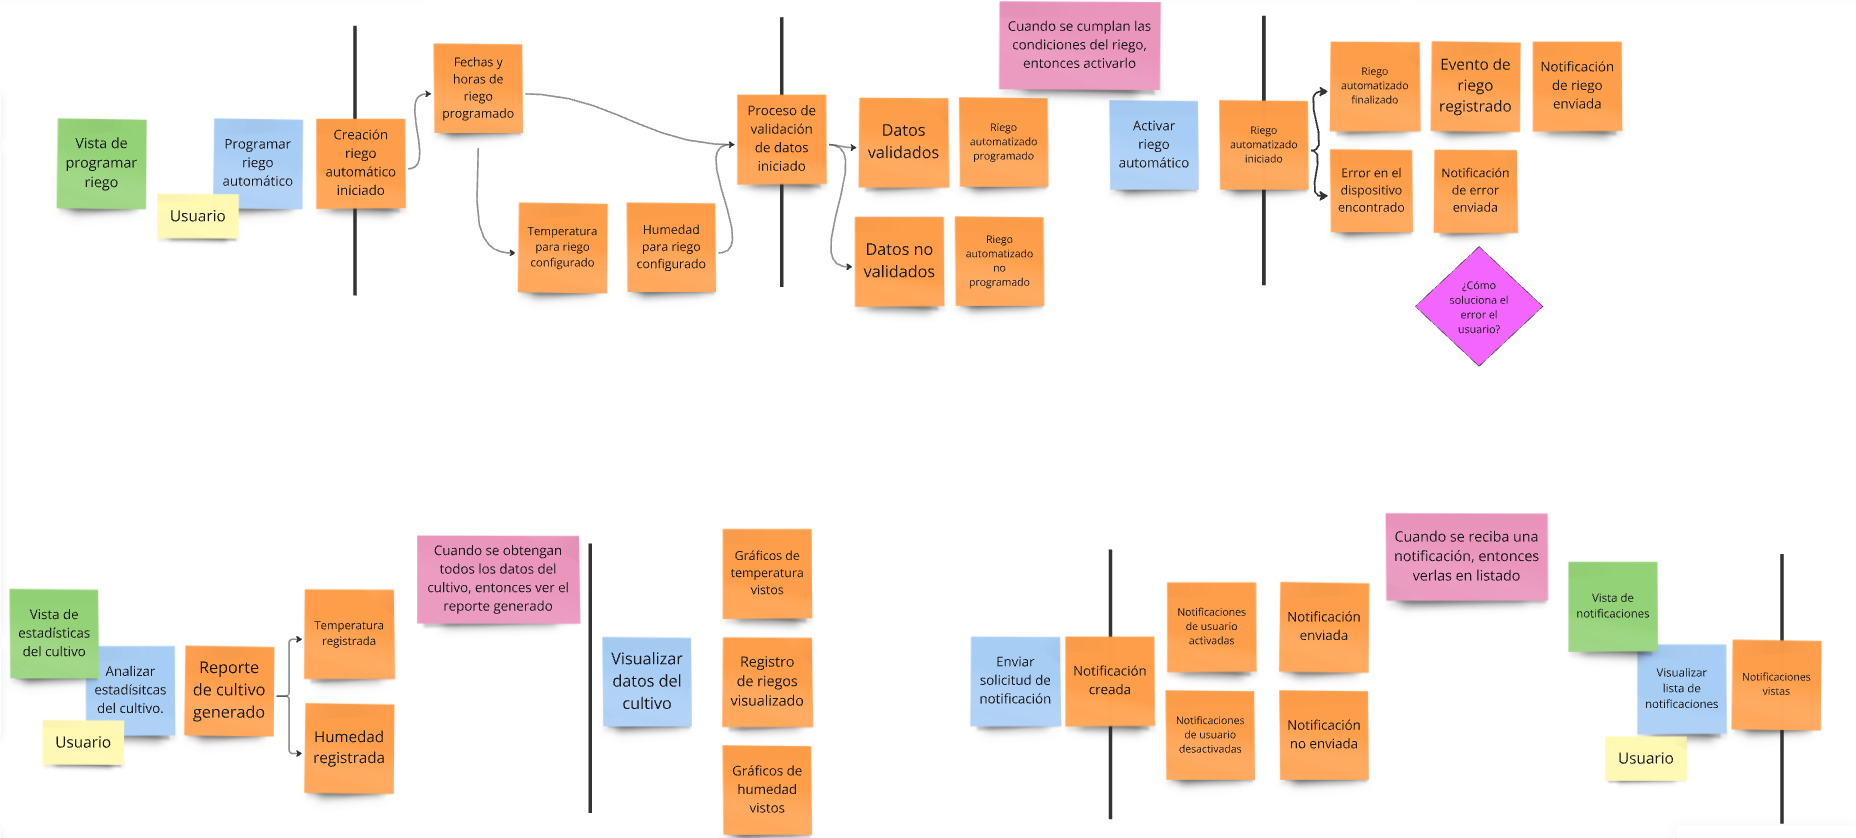 Vista de
programar
riego
Usuario
Programar
riego
automático
Creación
riego
automático
iniciado
Fechas y
horas de
riego
programado
Temperatura
para riego
configurado
Humedad
para riego
configurado
Proceso de
validación
de datos
iniciado
Datos
validados
Riego
automatizado
programado
Datos no
validados
Riego
automatizado
no
programado
Cuando se cumplan las
condiciones del riego,
entonces activarlo
Activar
riego
automático
Riego
automatizado
iniciado
Riego
automatizado
finalizado
Evento de
riego
registrado
Notificación
de riego
enviada
Error en el
dispositivo
encontrado
Notificación
de error
enviada
¿Cómo
soluciona el
error el
usuario?
Vista de
estadísticas
del cultivo
Analizar
estadísitcas
del cultivo.
Usuario
Reporte
de cultivo
generado
Temperatura
registrada
Humedad
registrada
Cuando se obtengan
todos los datos del
cultivo, entonces ver el
reporte generado
Visualizar
datos del
cultivo
Gráficos de
temperatura
vistos
Registro
de riegos
visualizado
Gráficos de
humedad
vistos
Enviar
solicitud de
notificación
Notificación
creada
Notificaciones
de usuario
activadas
Notificación
enviada
Notificaciones
de usuario
desactivadas
Notificación
no enviada
Cuando se reciba una
notificación, entonces
verlas en listado
Vista de
notificaciones
Visualizar
lista de
notificaciones
Usuario
Notificaciones
vistas